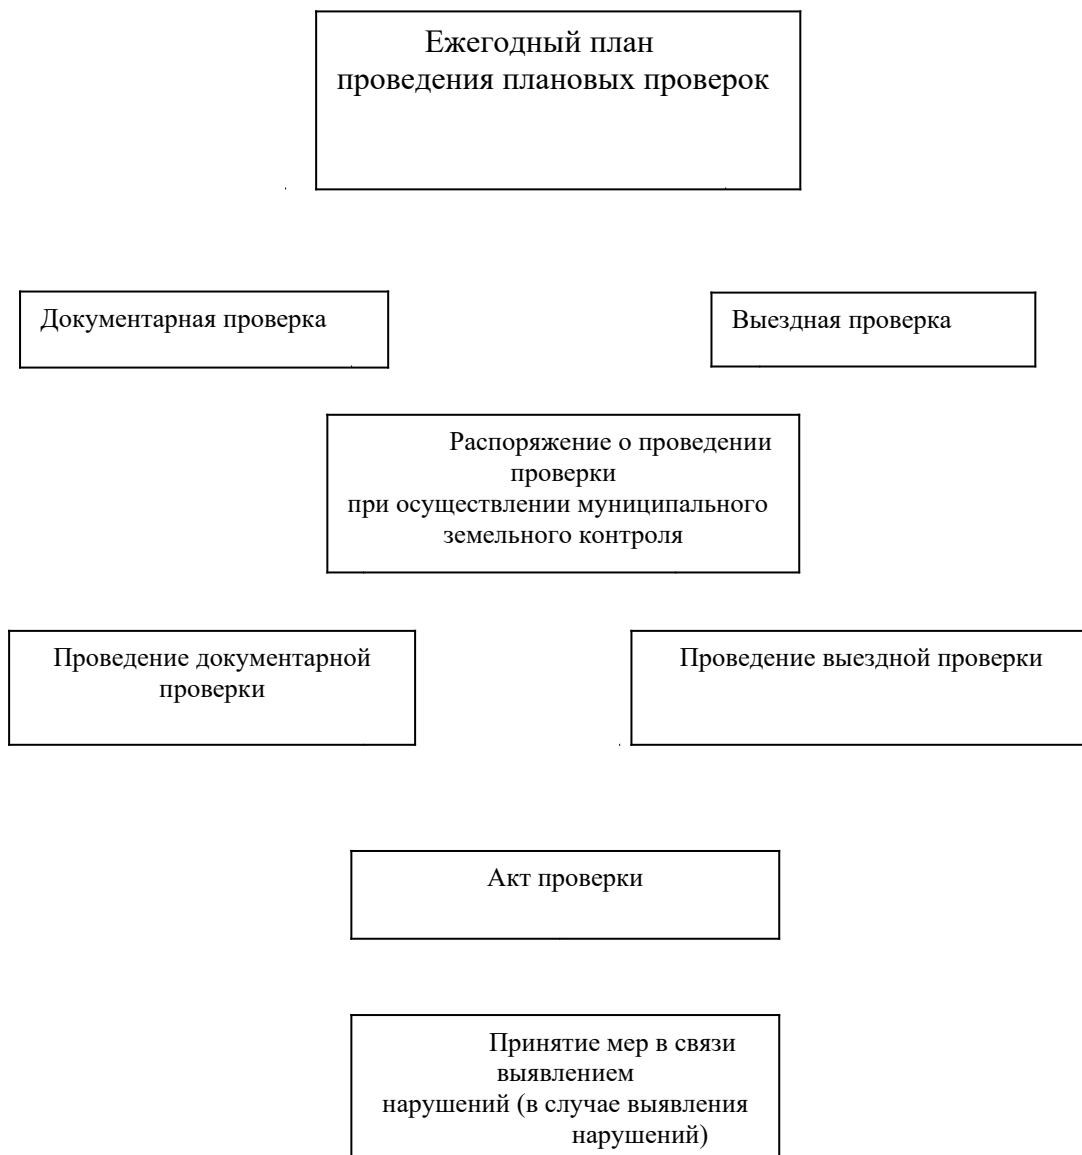 Ежегодный план
проведения плановых проверок
Документарная проверка
Выездная проверка
Распоряжение о проведении
проверки
при осуществлении муниципального
земельного контроля
Проведение документарной
проверки
Проведение выездной проверки
Акт проверки
Принятие мер в связи
выявлением
нарушений (в случае выявления
нарушений)